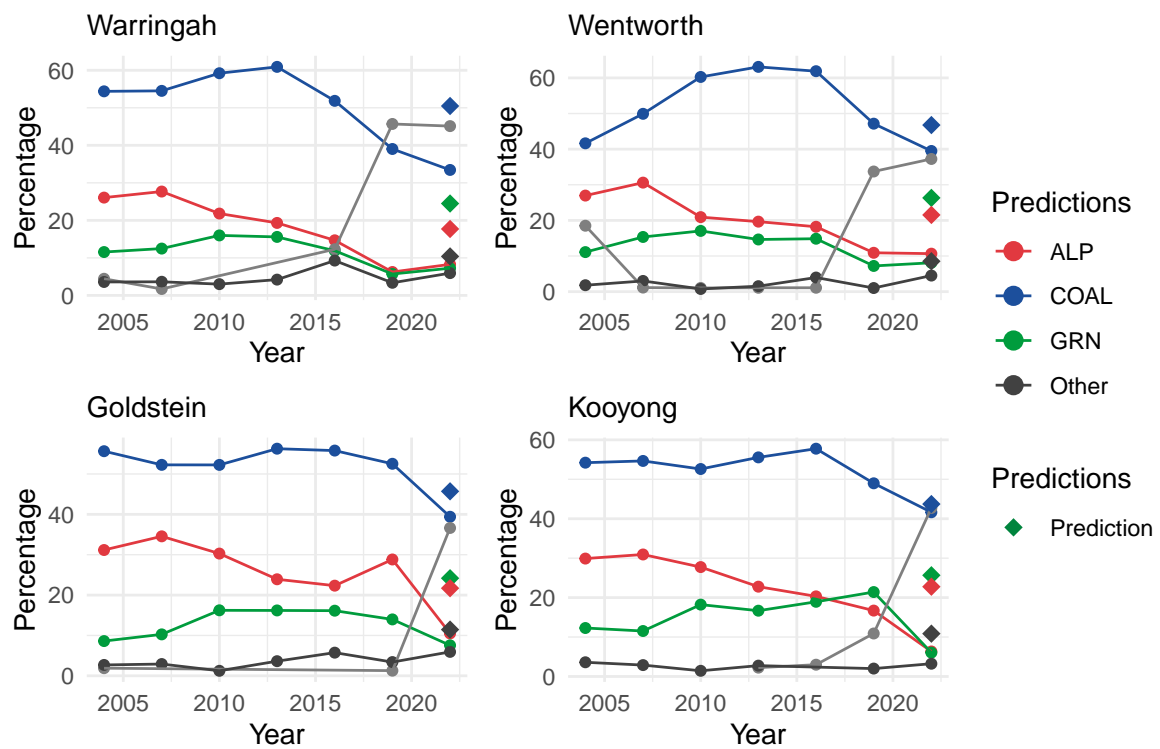 Warringah
Percentage
60
40
20
0
2005 2010 2015 2020
Year
Wentworth
Percentage
60
40
20
0
2005 2010 2015 2020
Year
Goldstein
Percentage
40
20
0
2005 2010 2015 2020
Year
Kooyong
Percentage
60
40
20
0
2005 2010 2015 2020
Year
Predictions
ALP
COAL
GRN
Other
Predictions
Prediction